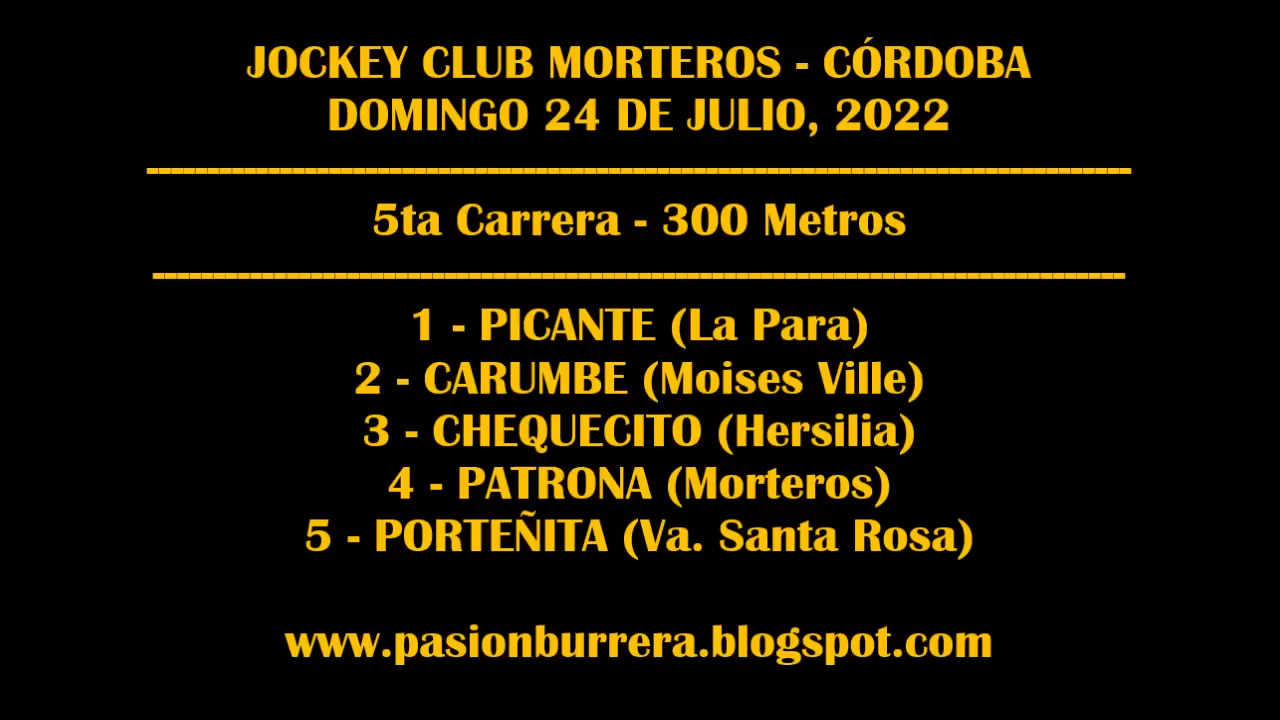 JOCKEY CLUB MORTEROS - CÓRDOBA
DOMINGO 24 DE JULIO, 2022
--------------------------------------------------------------------------------
5ta Carrera - 300 Metros
-------------------------------------------------------------------------------
1 - PICANTE (La Para)
2 - CARUMBE (Moises Ville)
3 - CHEQUECITO (Hersilia)
4 - PATRONA (Morteros)
5 - PORTEÑITA (Va. Santa Rosa)
www.pasionburrera.blogspot.com